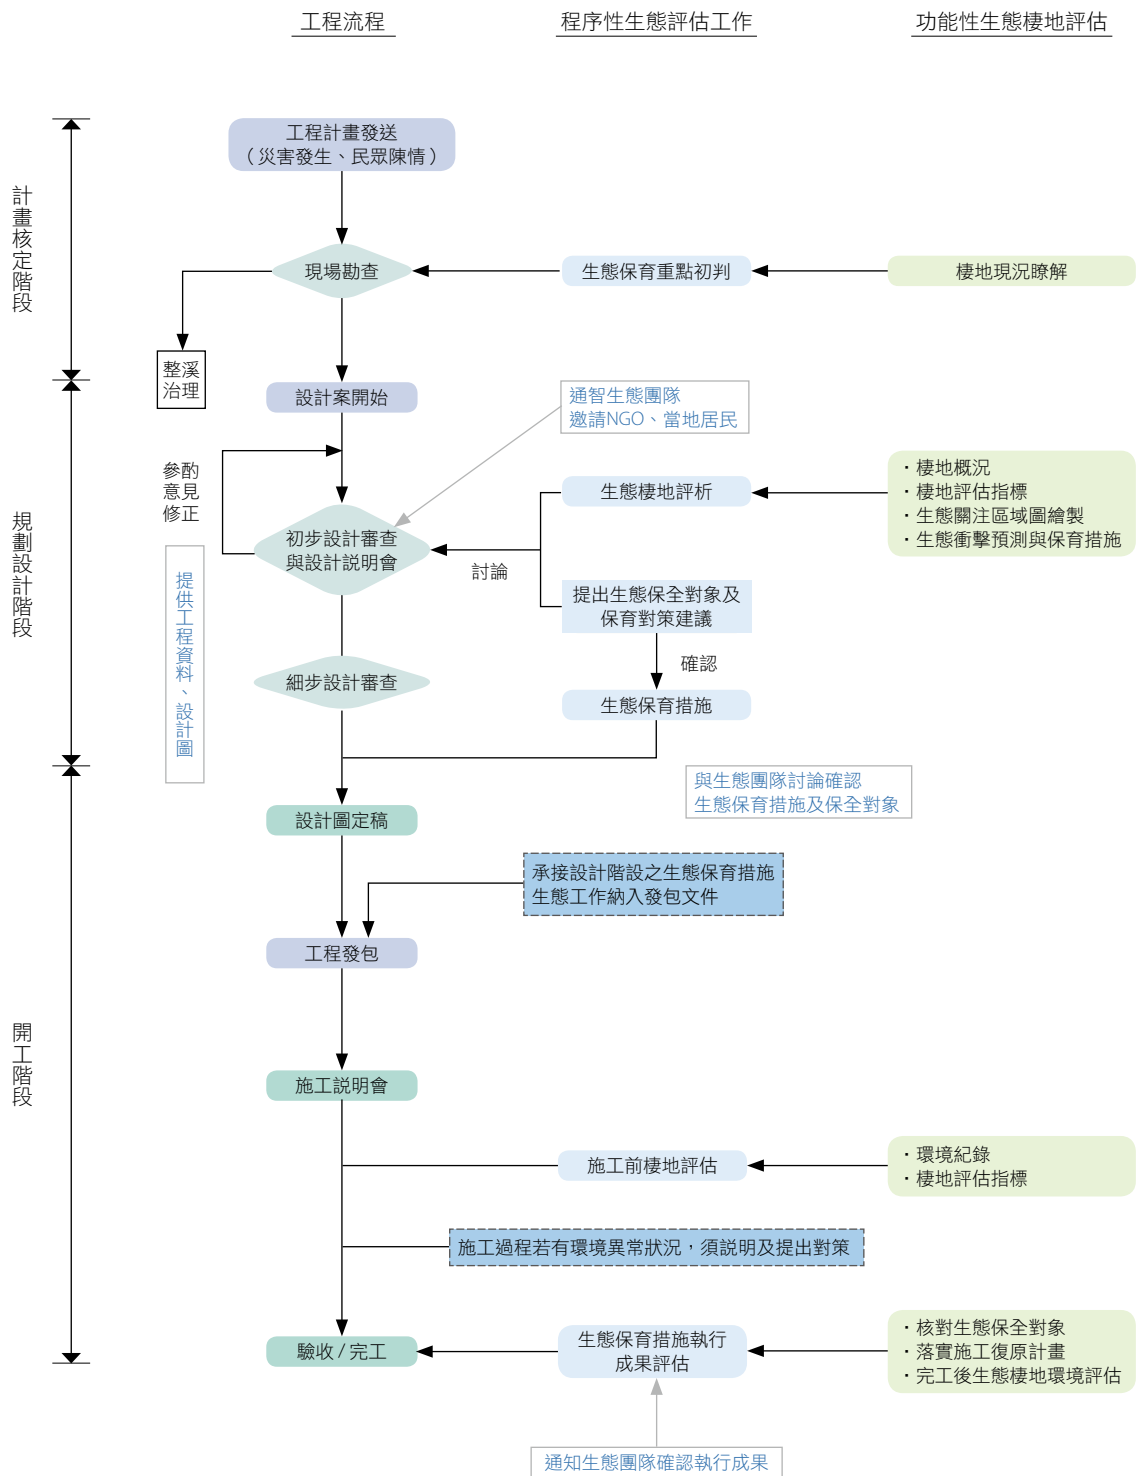 工程流程
程序性生態評估工作
功能性生態棲地評估
計畫核定階段
工程計畫發送
（災害發生、民眾陳情）
現場勘查
生態保育重點初判
棲地現況瞭解
整溪
治理
設計案開始
通智生態團隊
邀請NGO、當地居民
規劃設計階段
參酌
意見
修正
生態棲地評析
・棲地概況
・棲地評估指標
・生態關注區域圖繪製
・生態衝擊預測與保育措施
初步設計審查
與設計說明會
討論
提供工程資料、設計圖
提出生態保全對象及
保育對策建議
確認
細步設計審查
生態保育措施
與生態團隊討論確認
生態保育措施及保全對象
開工階段
設計圖定稿
承接設計階設之生態保育措施
生態工作納入發包文件
工程發包
施工說明會
施工前棲地評估
・環境紀錄
・棲地評估指標
施工過程若有環境異常狀況，須說明及提出對策
驗收 / 完工
生態保育措施執行
成果評估
・核對生態保全對象
・落實施工復原計畫
・完工後生態棲地環境評估
通知生態團隊確認執行成果